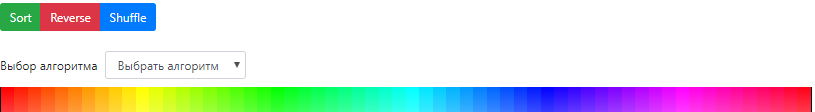 Sort Reverse Shuffle
Выбор алгоритма Выбрать алгоритм